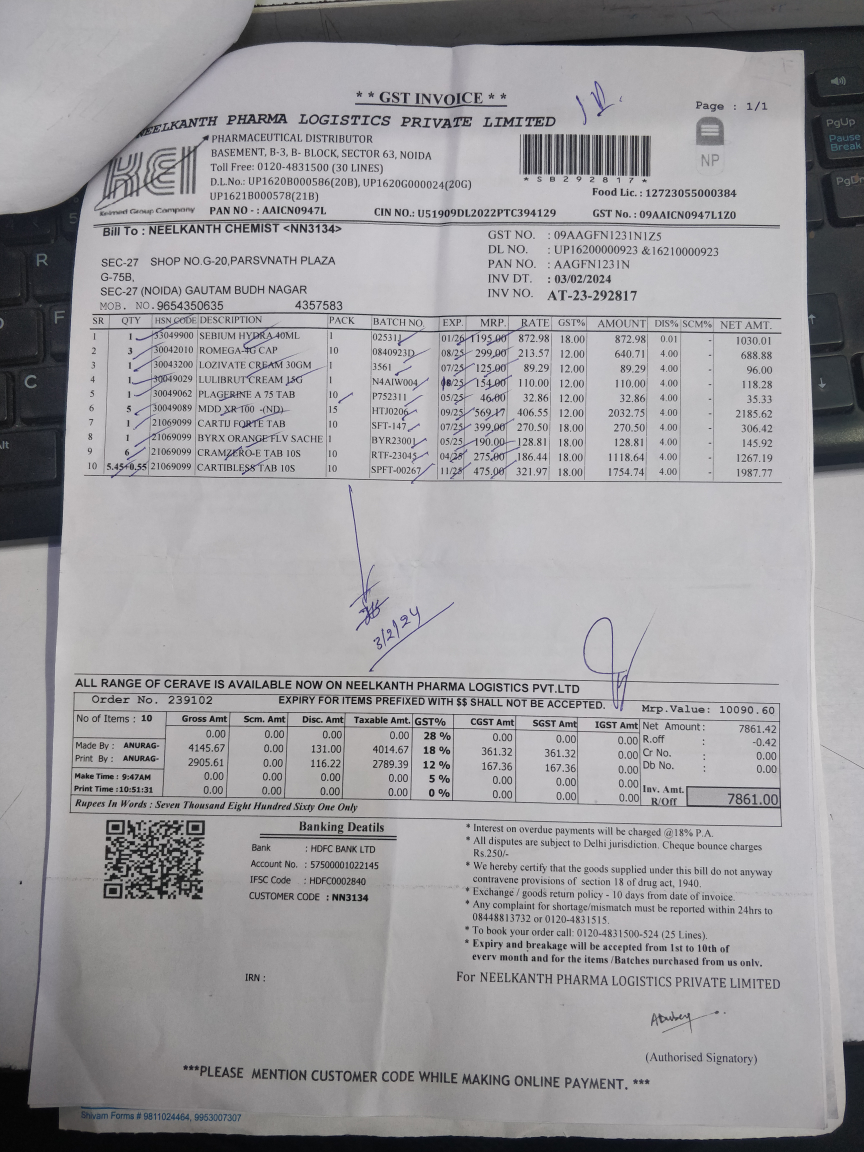 ** GST INVOICE **
Page : 1/1
NEELKANTH PHARMA LOGISTICS PRIVATE LIMITED
PHARMACEUTICAL DISTRIBUTOR
BASEMENT, B-3, B- BLOCK, SECTOR 63, NOIDA
Toll Free: 0120-4831500 (30 LINES)
D.L.No.: UP1620B000586(20B), UP1620G000024(20G)
UP1621B000578(21B)
*SB292817*
NP
Food Lic. : 12723055000384
KEI
Keimed Group Company
PAN NO - : AAICN0947L CIN NO.: U51909DL2022PTC394129 GST No. : 09AAICN0947L1Z0
Bill To : NEELKANTH CHEMIST <NN3134>
SEC-27 SHOP NO.G-20,PARSVNATH PLAZA
G-75B,
SEC-27 (NOIDA) GAUTAM BUDH NAGAR
MOB. NO.9654350635 4357583
GST NO. : 09AAGFN1231N1Z5
DL NO. : UP16200000923 &16210000923
PAN NO. : AAGFN1231N
INV DT. : 03/02/2024
INV NO. AT-23-292817
SR QTY HSN CODE DESCRIPTION PACK BATCH NO. EXP. MRP. RATE GST% AMOUNT DIS% SCM% NET AMT.
1 1 33049900 SEBIUM HYDRA 40ML 1 025311 01/26 1195.00 872.98 18.00 872.98 0.01 - 1030.01
2 3 30042010 ROMEGA-4G CAP 10 0840923D 08/25 299.00 213.57 12.00 640.71 4.00 - 688.88
3 1 30043200 LOZIVATE CREAM 30GM 1 3561 07/25 125.00 89.29 12.00 89.29 4.00 - 96.00
4 1 30049029 LULIBRUT CREAM 15G 1 N4AIW004 /25 154.00 110.00 12.00 110.00 4.00 - 118.28
5 1 30049062 PLAGERINE A 75 TAB 10 P752311 05/25 46.00 32.86 12.00 32.86 4.00 - 35.33
6 5 30049089 MDD XR 100 -(ND) 15 HTJ0206 09/25 569.17 406.55 12.00 2032.75 4.00 - 2185.62
7 1 21069099 CARTIJ FORTE TAB 10 SFT-147 07/25 399.00 270.50 18.00 270.50 4.00 - 306.42
8 1 21069099 BYRX ORANGE FLV SACHE 1 BYR23001 05/25 190.00 128.81 18.00 128.81 4.00 - 145.92
9 6 21069099 CRAMZERO-E TAB 10S 10 RTF-23045 04/25 275.00 186.44 18.00 1118.64 4.00 - 1267.19
10 5.45+0.55 21069099 CARTIBLESS TAB 10S 10 SPFT-00267 11/25 475.00 321.97 18.00 1754.74 4.00 - 1987.77
3/2/24
ALL RANGE OF CERAVE IS AVAILABLE NOW ON NEELKANTH PHARMA LOGISTICS PVT.LTD
Order No. 239102 EXPIRY FOR ITEMS PREFIXED WITH $$ SHALL NOT BE ACCEPTED. Mrp.Value: 10090.60
No of Items : 10
Made By : ANURAG-
Print By : ANURAG-
Make Time : 9:47AM
Print Time :10:51:31
Gross Amt Scm. Amt Disc. Amt Taxable Amt. GST% CGST Amt SGST Amt IGST Amt
0.00 0.00 0.00 0.00 28 % 0.00 0.00 0.00
4145.67 0.00 131.00 4014.67 18 % 361.32 361.32 0.00
2905.61 0.00 116.22 2789.39 12 % 167.36 167.36 0.00
0.00 0.00 0.00 0.00 5 % 0.00 0.00 0.00
0.00 0.00 0.00 0.00 0 % 0.00 0.00 0.00
Net Amount : 7861.42
R.off : -0.42
Cr No. : 0.00
Db No. : 0.00
Inv. Amt. R/Off 7861.00
Rupees In Words : Seven Thousand Eight Hundred Sixty One Only
Banking Deatils
Bank : HDFC BANK LTD
Account No. : 57500001022145
IFSC Code : HDFC0002840
CUSTOMER CODE : NN3134
* Interest on overdue payments will be charged @18% P.A.
* All disputes are subject to Delhi jurisdiction. Cheque bounce charges
Rs.250/-
* We hereby certify that the goods supplied under this bill do not anyway
contravene provisions of section 18 of drug act, 1940.
* Exchange / goods return policy - 10 days from date of invoice.
* Any complaint for shortage/mismatch must be reported within 24hrs to
08448813732 or 0120-4831515.
* To book your order call: 0120-4831500-524 (25 Lines).
* Expiry and breakage will be accepted from 1st to 10th of
every month and for the items /Batches purchased from us only.
IRN :
For NEELKANTH PHARMA LOGISTICS PRIVATE LIMITED
(Authorised Signatory)
***PLEASE MENTION CUSTOMER CODE WHILE MAKING ONLINE PAYMENT. ***
Shivam Forms # 9811024464, 9953007307
PgUp
Pause
Break
R
F
C
Alt